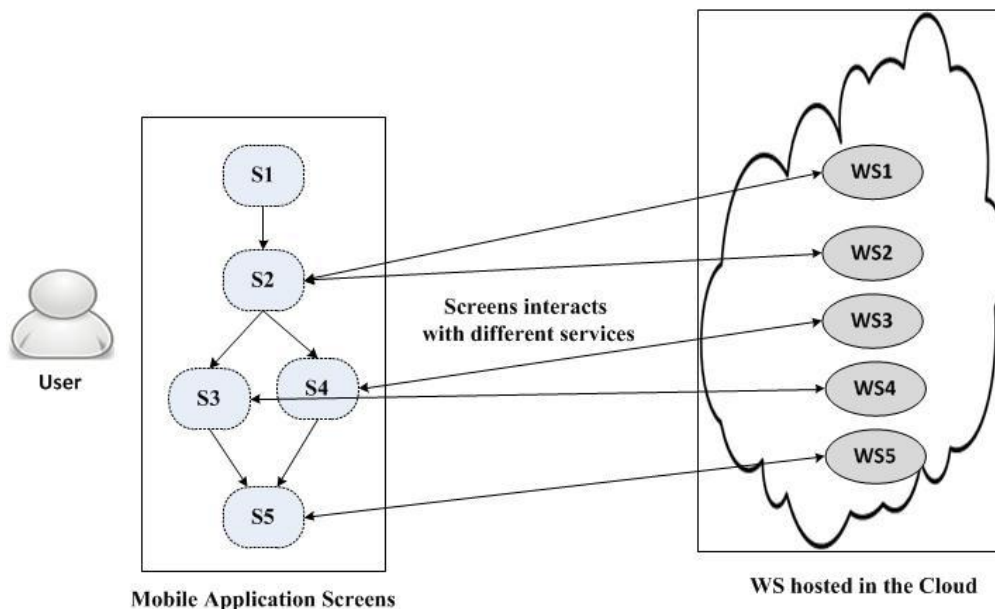 S1
S2
S3
S4
S5
User
Screens interacts
with different services
WS1
WS2
WS3
WS4
WS5
Mobile Application Screens
WS hosted in the Cloud